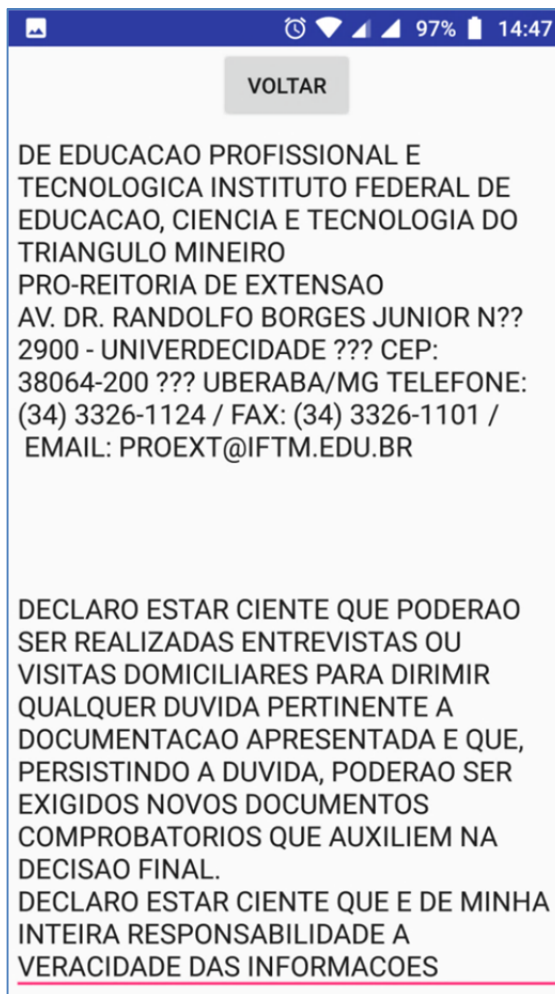 97% 14:47
VOLTAR
DE EDUCACAO PROFISSIONAL E
TECNOLOGICA INSTITUTO FEDERAL DE
EDUCACAO, CIENCIA E TECNOLOGIA DO
TRIANGULO MINEIRO
PRO-REITORIA DE EXTENSAO
AV. DR. RANDOLFO BORGES JUNIOR N??
2900 - UNIVERDECIDADE ??? CEP:
38064-200 ??? UBERABA/MG TELEFONE:
(34) 3326-1124 / FAX: (34) 3326-1101 /
EMAIL: PROEXT@IFTM.EDU.BR
DECLARO ESTAR CIENTE QUE PODERAO
SER REALIZADAS ENTREVISTAS OU
VISITAS DOMICILIARES PARA DIRIMIR
QUALQUER DUVIDA PERTINENTE A
DOCUMENTACAO APRESENTADA E QUE,
PERSISTINDO A DUVIDA, PODERAO SER
EXIGIDOS NOVOS DOCUMENTOS
COMPROBATORIOS QUE AUXILIEM NA
DECISAO FINAL.
DECLARO ESTAR CIENTE QUE E DE MINHA
INTEIRA RESPONSABILIDADE A
VERACIDADE DAS INFORMACOES